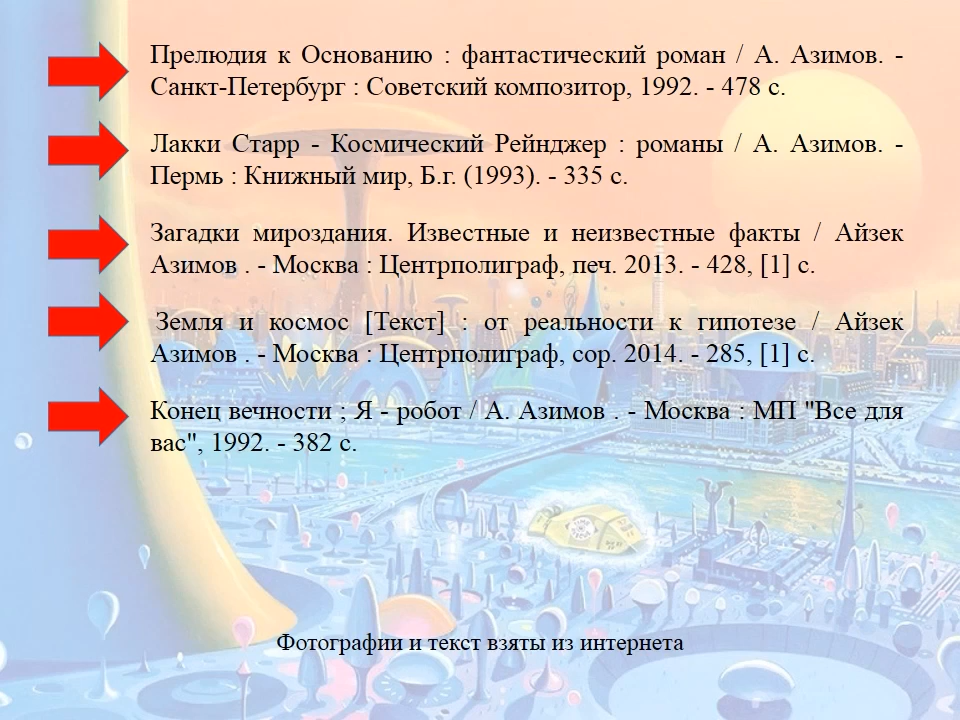 Прелюдия к Основанию : фантастический роман / А. Азимов. -
Санкт-Петербург : Советский композитор, 1992. - 478 с.
Лакки Старр - Космический Рейнджер : романы / А. Азимов. -
Пермь : Книжный мир, Б.г. (1993). - 335 с.
Загадки мироздания. Известные и неизвестные факты / Айзек
Азимов . - Москва : Центрполиграф, печ. 2013. - 428, [1] с.
Земля и космос [Текст] : от реальности к гипотезе / Айзек
Азимов . - Москва : Центрполиграф, сор. 2014. - 285, [1] с.
Конец вечности ; Я - робот / А. Азимов . - Москва : МП "Все для
вас", 1992. - 382 с.
Фотографии и текст взяты из интернета